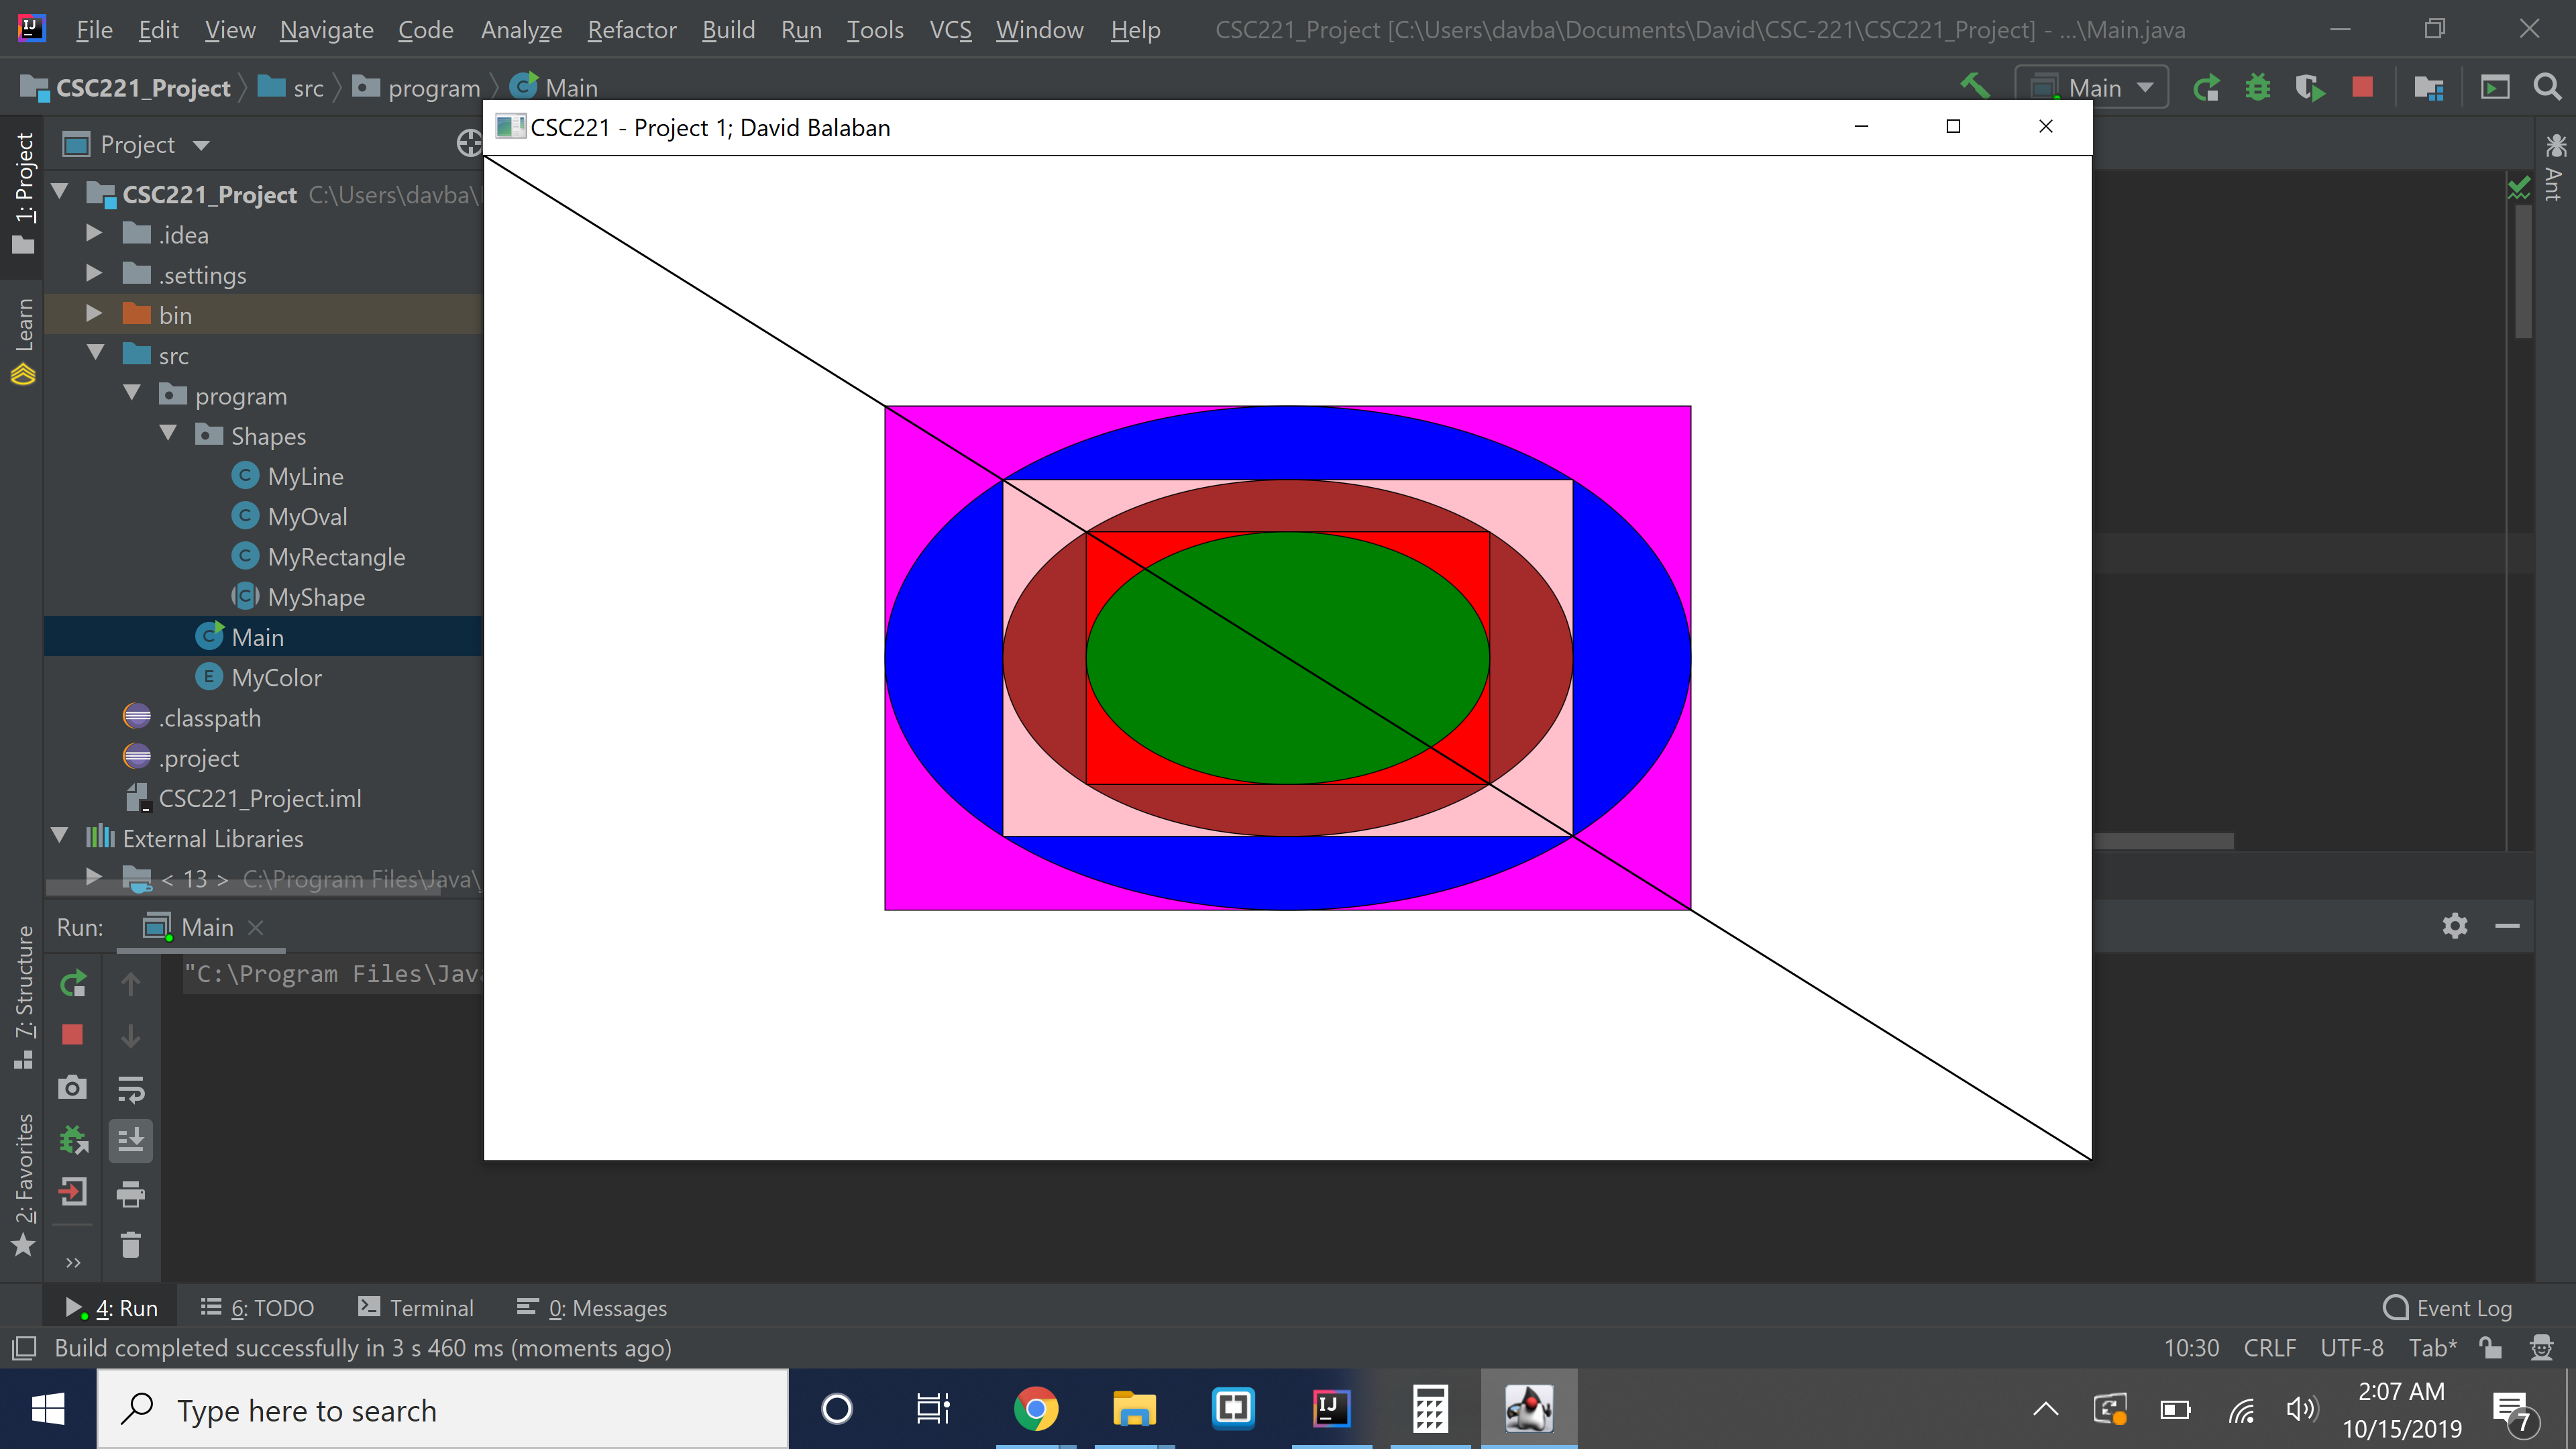 IJ File Edit View Navigate Code Analyze Refactor Build Run Tools VCS Window Help CSC221_Project [C:\Users\davba\Documents\David\CSC-221\CSC221_Project] - ...\Main.java
CSC221_Project src program Main Main
CSC221 - Project 1; David Balaban
1: Project
Project
Ant
CSC221_Project C:\Users\davba\
.idea
.settings
bin
Learn
src
program
Shapes
MyLine
MyOval
MyRectangle
MyShape
Main
MyColor
.classpath
.project
CSC221_Project.iml
External Libraries
< 13 > C:\Program Files\Java\
Run: Main
"C:\Program Files\Jav
7: Structure
2: Favorites
4: Run 6: TODO Terminal 0: Messages Event Log
Build completed successfully in 3 s 460 ms (moments ago) 10:30 CRLF UTF-8 Tab*
Type here to search
IJ
2:07 AM
10/15/2019
7